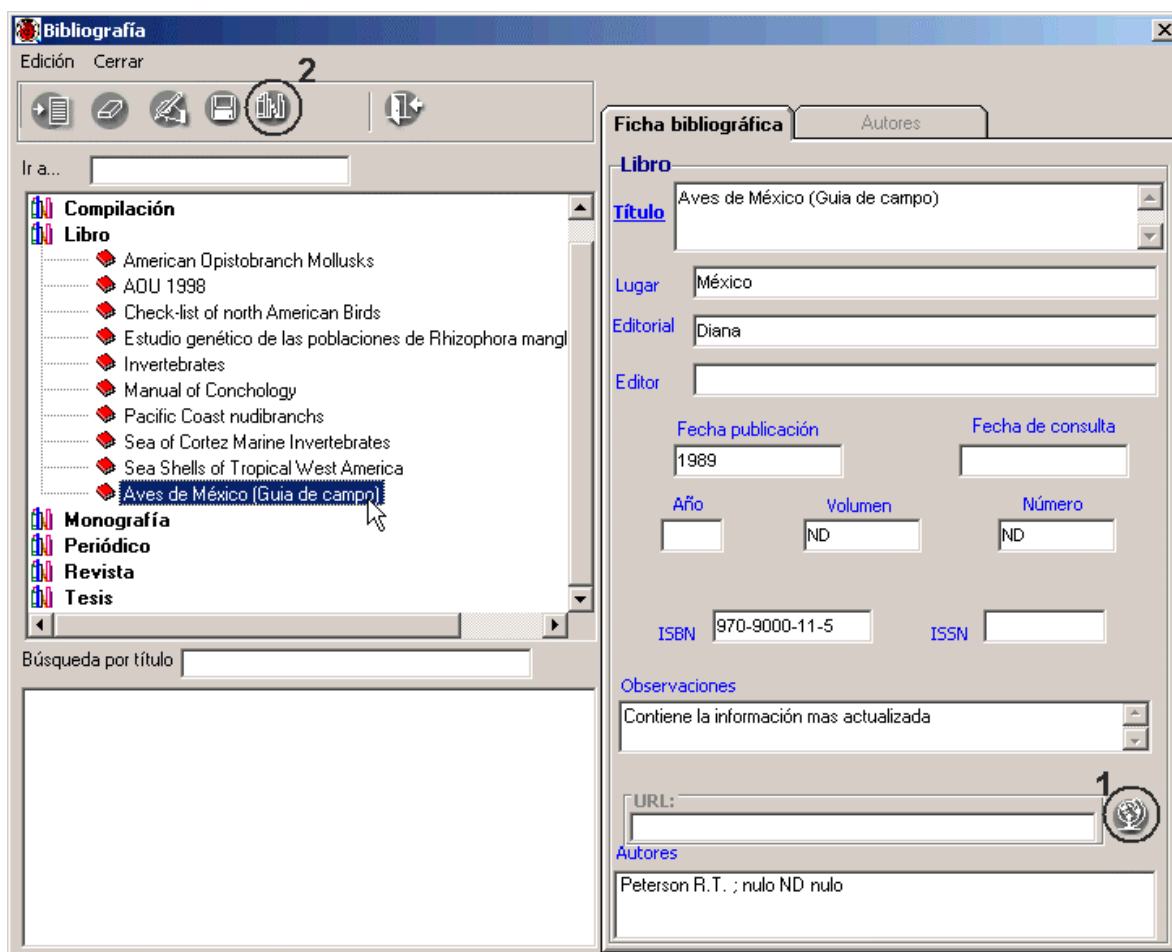 Bibliografía
Edición Cerrar
2
Ir a...
Compilación
Libro
American Opistobranch Mollusks
AOU 1998
Check-list of north American Birds
Estudio genético de las poblaciones de Rhizophora mangl
Invertebrates
Manual of Conchology
Pacific Coast nudibranchs
Sea of Cortez Marine Invertebrates
Sea Shells of Tropical West America
Aves de México (Guia de campo)
Monografía
Periódico
Revista
Tesis
Búsqueda por título
Ficha bibliográfica Autores
Libro
Título Aves de México (Guia de campo)
Lugar México
Editorial Diana
Editor
Fecha publicación Fecha de consulta
1989
Año Volumen Número
ND ND
ISBN 970-9000-11-5 ISSN
Observaciones
Contiene la información mas actualizada
1
URL:
Autores
Peterson R.T. ; nulo ND nulo